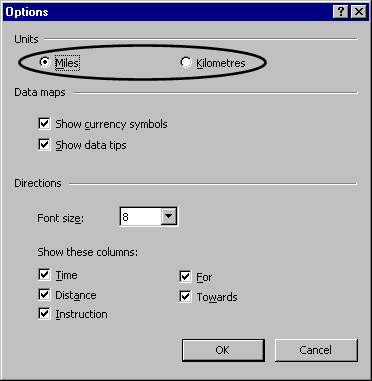 Options
Units
Miles Kilometres
Data maps
Show currency symbols
Show data tips
Directions
Font size: 8
Show these columns:
Time For
Distance Towards
Instruction
OK Cancel